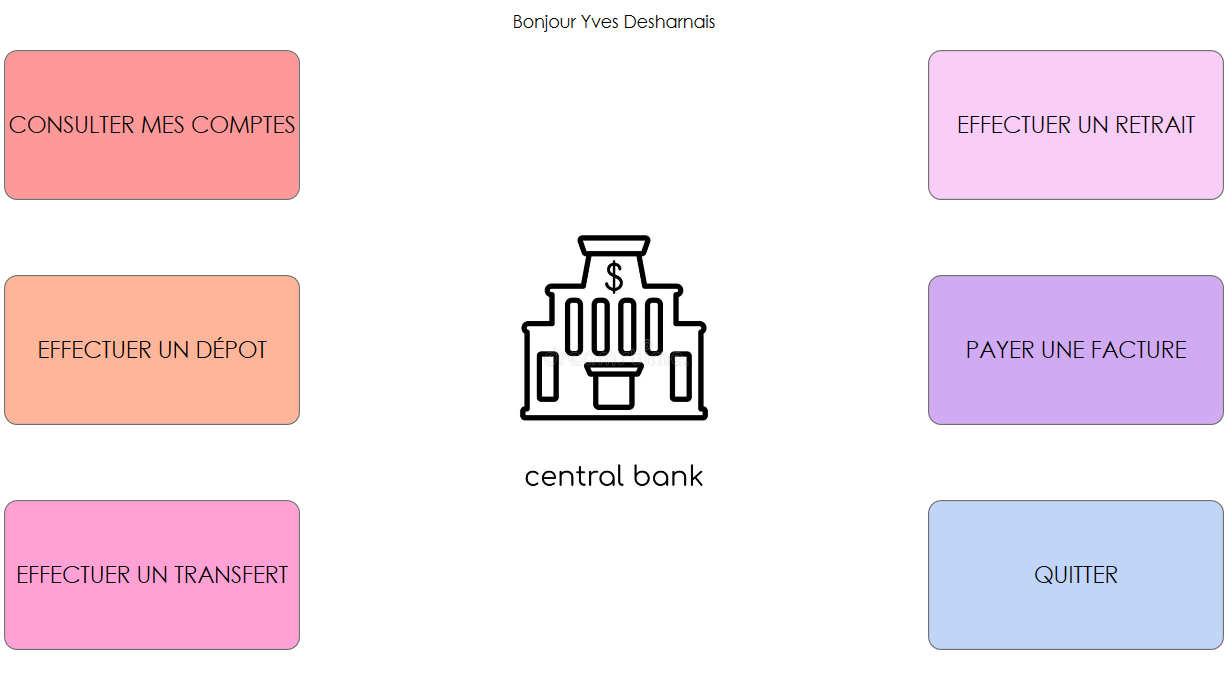 Bonjour Yves Desharnais
CONSULTER MES COMPTES
EFFECTUER UN RETRAIT
$
EFFECTUER UN DÉPOT
PAYER UNE FACTURE
central bank
EFFECTUER UN TRANSFERT
QUITTER